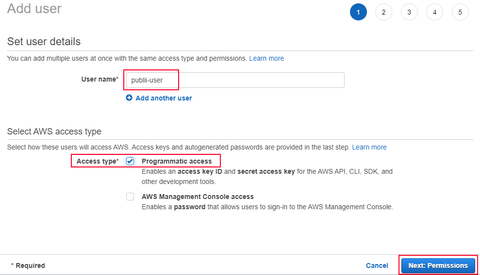 Add user
1 2 3 4 5
Set user details
You can add multiple users at once with the same access type and permissions. Learn more
User name* publii-user
Add another user
Select AWS access type
Select how these users will access AWS. Access keys and autogenerated passwords are provided in the last step. Learn more
Access type* Programmatic access
Enables an access key ID and secret access key for the AWS API, CLI, SDK, and
other development tools.
AWS Management Console access
Enables a password that allows users to sign-in to the AWS Management Console.
* Required Cancel Next: Permissions